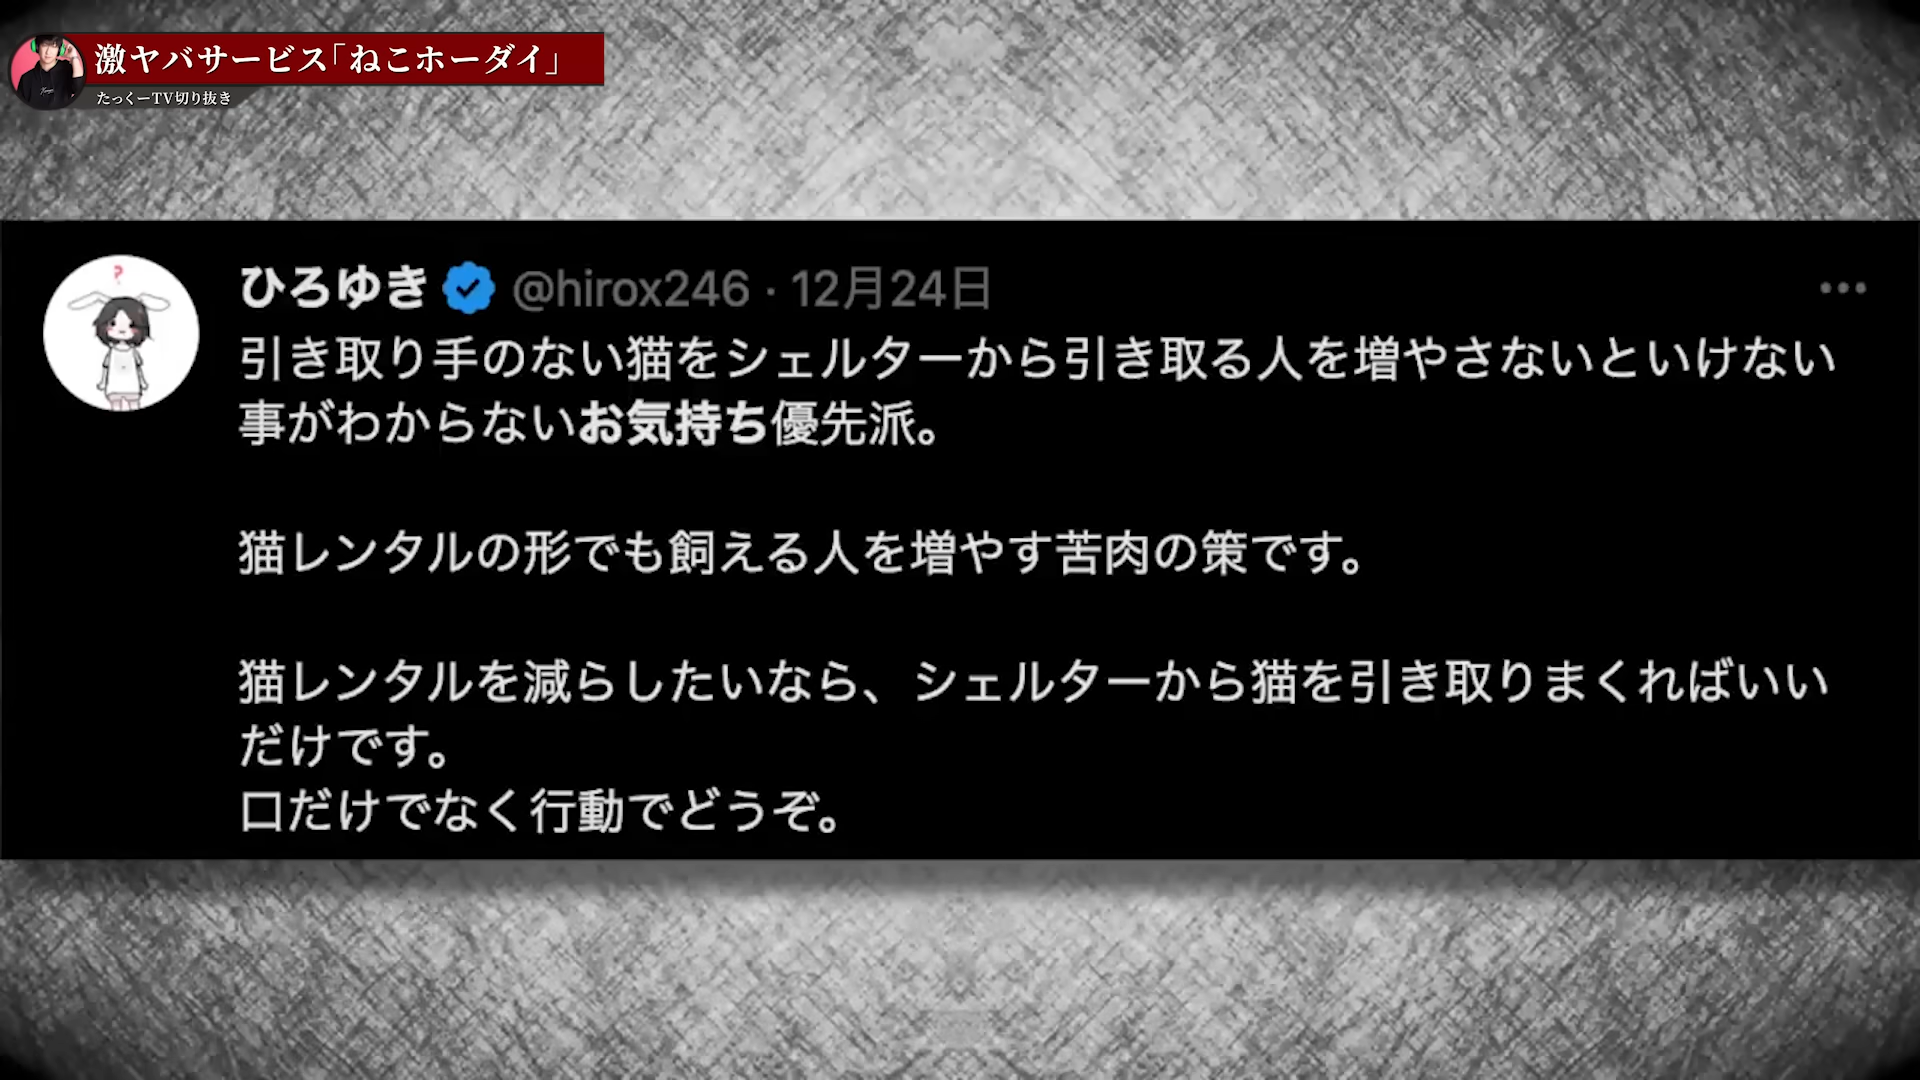 激ヤバサービス「ねこホーダイ」
たっくーTV切り抜き
ひろゆき @hirox246 · 12月24日
引き取り手のない猫をシェルターから引き取る人を増やさないといけない
事がわからないお気持ち優先派。
猫レンタルの形でも飼える人を増やす苦肉の策です。
猫レンタルを減らしたいなら、シェルターから猫を引き取りまくればいい
だけです。
口だけでなく行動でどうぞ。